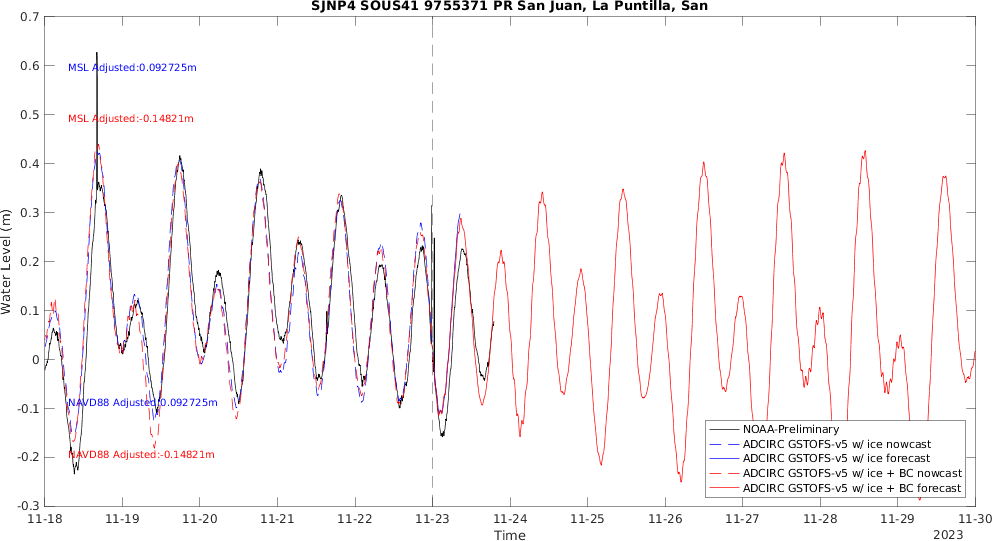 SJNP4 SOUS41 9755371 PR San Juan, La Puntilla, San
0.7
0.6
0.5
0.4
0.3
0.2
0.1
0
-0.1
-0.2
-0.3
Water Level (m)
MSL Adjusted:0.092725m
MSL Adjusted:-0.14821m
NAVD88 Adjusted:0.092725m
NAVD88 Adjusted:-0.14821m
NOAA-Preliminary
ADCIRC GSTOFS-v5 w/ ice nowcast
ADCIRC GSTOFS-v5 w/ ice forecast
ADCIRC GSTOFS-v5 w/ ice + BC nowcast
ADCIRC GSTOFS-v5 w/ ice + BC forecast
11-18 11-19 11-20 11-21 11-22 11-23 11-24 11-25 11-26 11-27 11-28 11-29 11-30
Time
2023